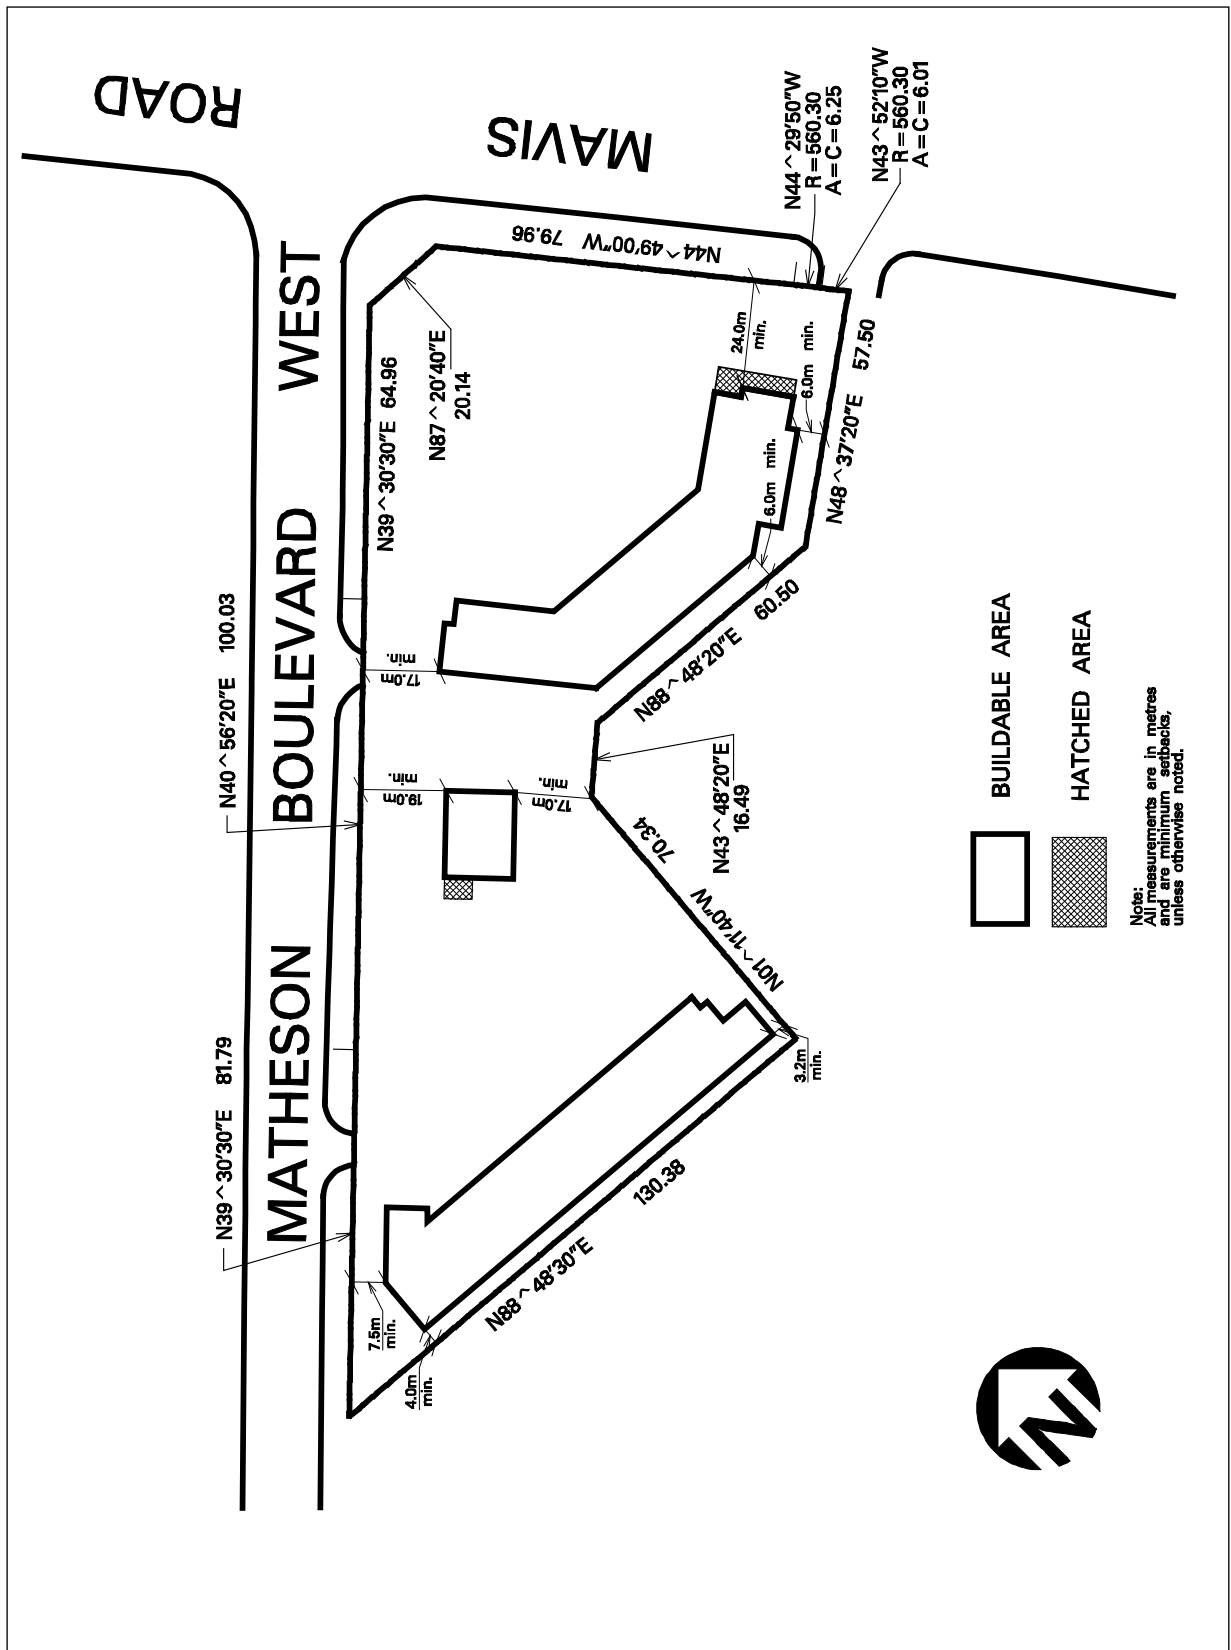 MAVIS
ROAD
MATHESON BOULEVARD WEST
N44^29'50"W
R=560.30
A=C=6.25
N43^52'10"W
R=560.30
A=C=6.01
N44^49'00"W 79.96
N87^20'40"E
20.14
N39^30'30"E 64.96
N40^56'20"E 100.03
N39^30'30"E 81.79
24.0m
min.
6.0m min.
N48^37'20"E 57.50
6.0m min.
N88^48'20"E 60.50
17.0m
min.
19.0m
min.
17.0m
min.
N43^48'20"E
16.49
N01^11'40"W 70.34
3.2m
min.
N88^48'30"E 130.38
7.5m
min.
4.0m
min.
BUILDABLE AREA
HATCHED AREA
Note:
All measurements are in metres
and are minimum setbacks,
unless otherwise noted.
N